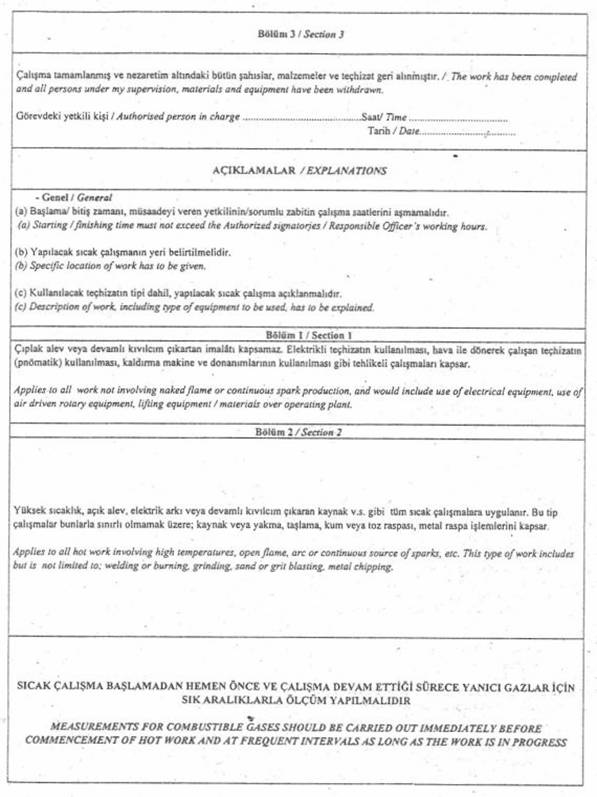 Bölüm 3 / Section 3
Çalışma tamamlanmış ve nezaretim altındaki bütün şahıslar, malzemeler ve teçhizat geri alınmıştır. / The work has been completed
and all persons under my supervision, materials and equipment have been withdrawn.
Görevdeki yetkili kişi / Authorised person in charge ....................................Saat/ Time ..............................
Tarih / Date..............................
AÇIKLAMALAR / EXPLANATIONS
- Genel / General
(a) Başlama/ bitiş zamanı, müsaadeyi veren yetkilinin/sorumlu zabitin çalışma saatlerini aşmamalıdır.
(a) Starting / finishing time must not exceed the Authorized signatories / Responsible Officer's working hours.
(b) Yapılacak sıcak çalışmanın yeri belirtilmelidir.
(b) Specific location of work has to be given.
(c) Kullanılacak teçhizatın tipi dahil, yapılacak sıcak çalışma açıklanmalıdır.
(c) Description of work, including type of equipment to be used, has to be explained.
Bölüm 1 / Section 1
Çıplak alev veya devamlı kıvılcım çıkartan imalâtı kapsamaz. Elektrikli teçhizatın kullanılması, hava ile dönerek çalışan teçhizatın
(pnömatik) kullanılması, kaldırma makine ve donanımlarının kullanılması gibi tehlikeli çalışmaları kapsar.
Applies to all work not involving naked flame or continuous spark production, and would include use of electrical equipment, use of
air driven rotary equipment, lifting equipment / materials over operating plant.
Bölüm 2 / Section 2
Yüksek sıcaklık, açık alev, elektrik arkı veya devamlı kıvılcım çıkaran kaynak v.s. gibi tüm sıcak çalışmalara uygulanır. Bu tip
çalışmalar bunlarla sınırlı olmamak üzere; kaynak veya yakma, taşlama, kum veya toz raspası, metal raspa işlemlerini kapsar.
Applies to all hot work involving high temperatures, open flame, arc or continuous source of sparks, etc. This type of work includes
but is not limited to; welding or burning, grinding, sand or grit blasting, metal chipping.
SICAK ÇALIŞMA BAŞLAMADAN HEMEN ÖNCE VE ÇALIŞMA DEVAM ETTİĞİ SÜRECE YANICI GAZLAR İÇİN
SIK ARALIKLARLA ÖLÇÜM YAPILMALIDIR
MEASUREMENTS FOR COMBUSTIBLE GASES SHOULD BE CARRIED OUT IMMEDIATELY BEFORE
COMMENCEMENT OF HOT WORK AND AT FREQUENT INTERVALS AS LONG AS THE WORK IS IN PROGRESS